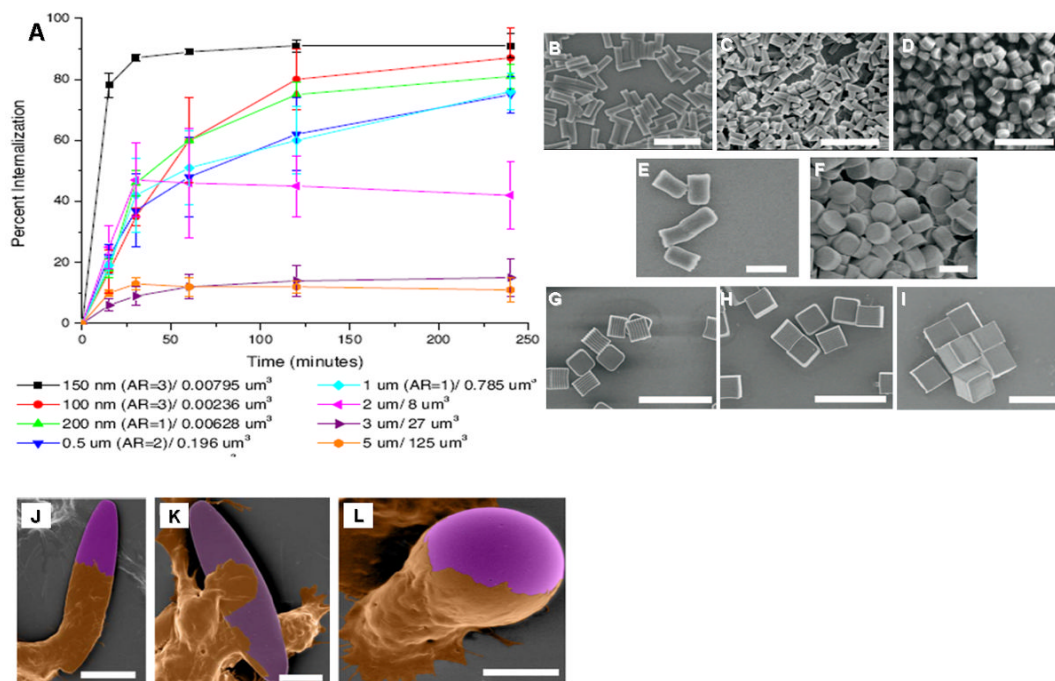 A
100
80
60
40
20
0
Percent Internalization
0 50 100 150 200 250
Time (minutes)
150 nm (AR=3)/ 0.00795 um³
100 nm (AR=3)/ 0.00236 um³
200 nm (AR=1)/ 0.00628 um³
0.5 um (AR=2)/ 0.196 um³
1 um (AR=1)/ 0.785 um³
2 um/ 8 um³
3 um/ 27 um³
5 um/ 125 um³
B
C
D
E
F
G
H
I
J
K
L